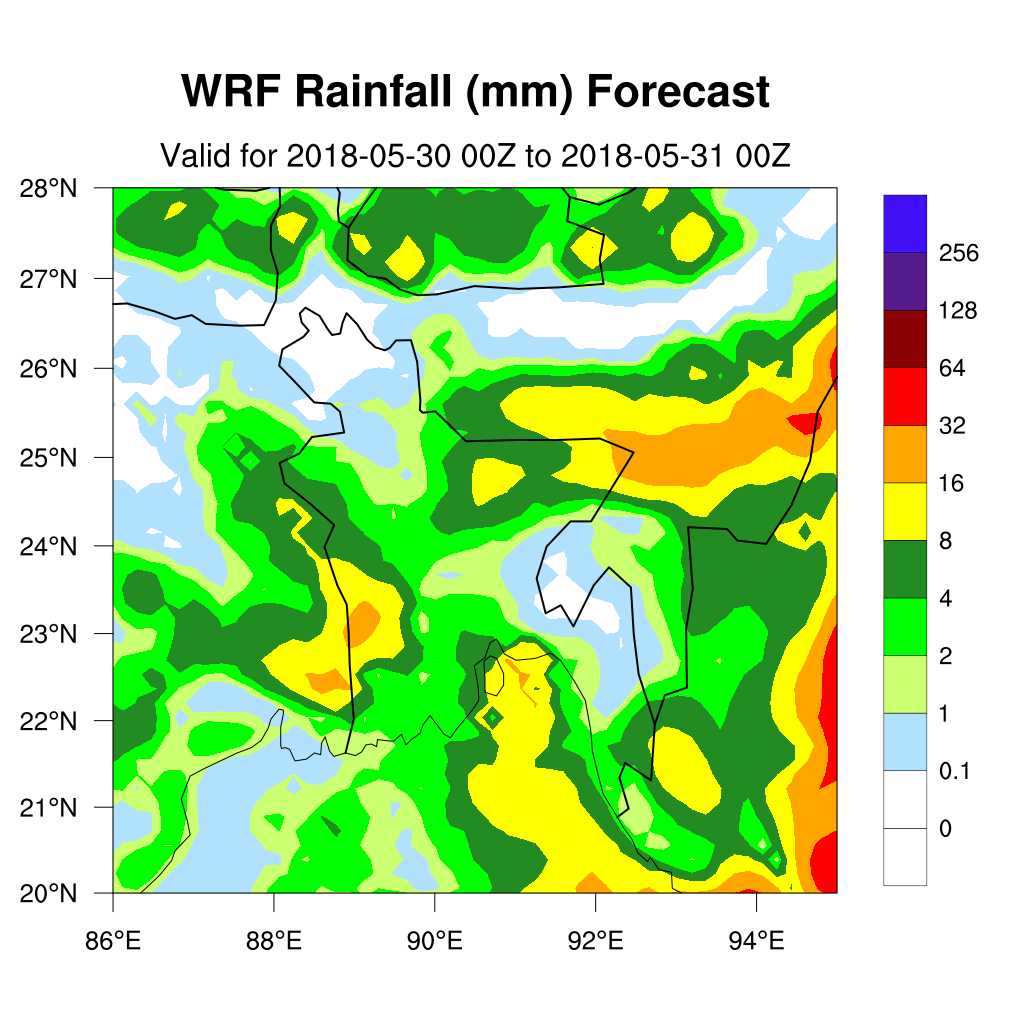 WRF Rainfall (mm) Forecast
Valid for 2018-05-30 00Z to 2018-05-31 00Z
28°N
27°N
26°N
25°N
24°N
23°N
22°N
21°N
20°N
86°E 88°E 90°E 92°E 94°E
256
128
64
32
16
8
4
2
1
0.1
0